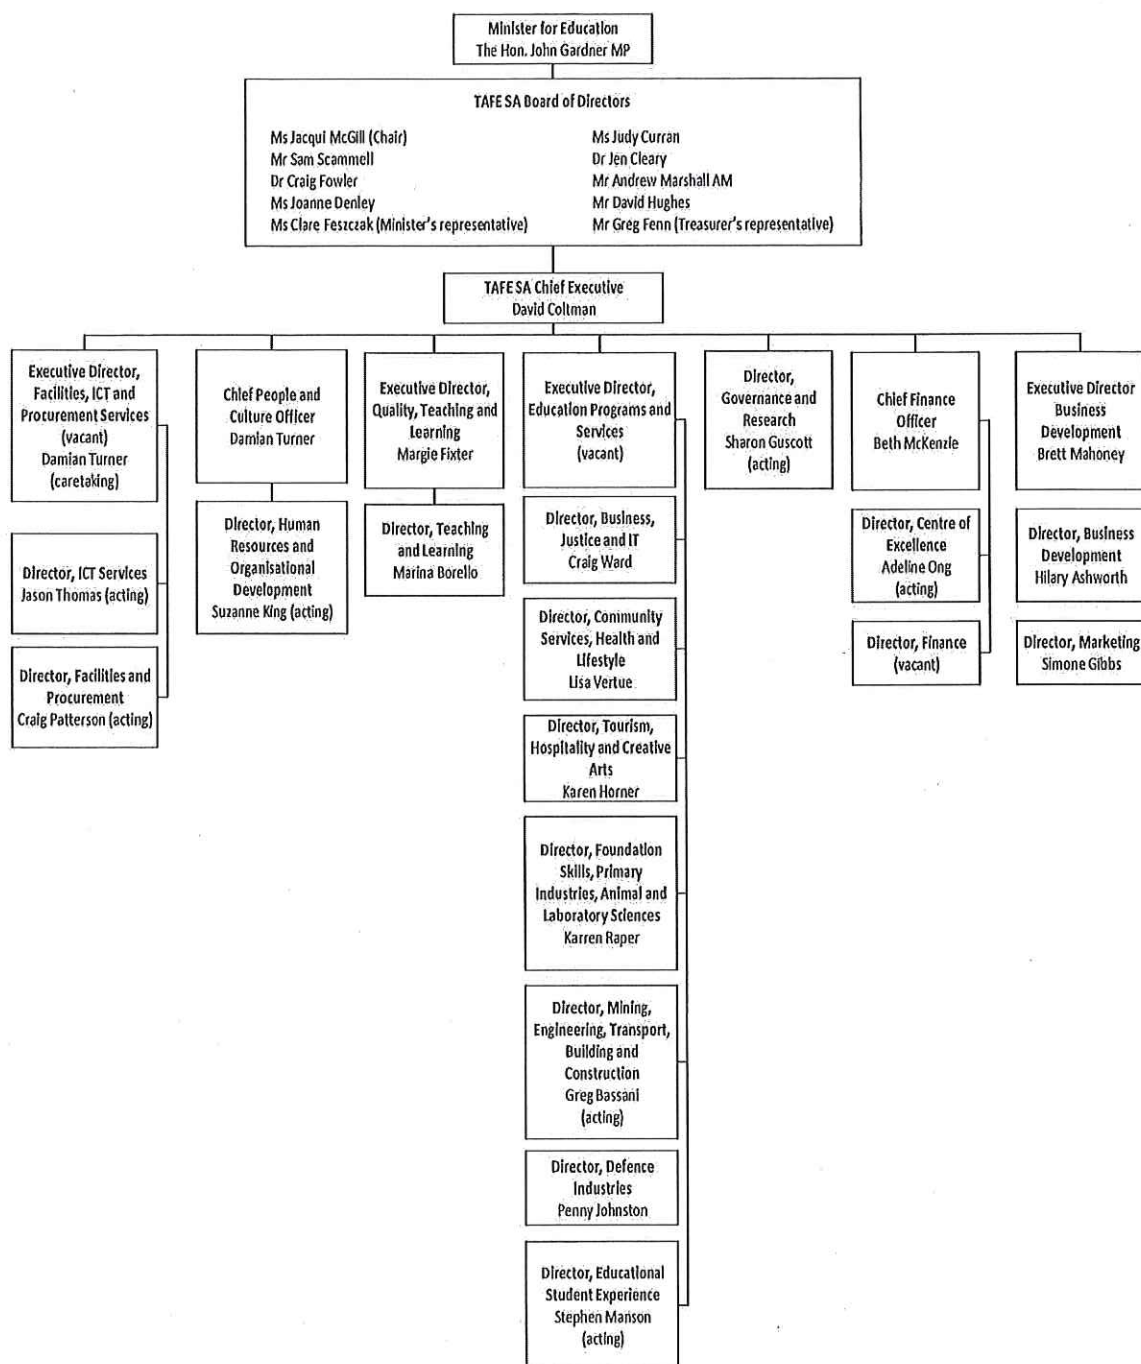 Minister for Education
The Hon. John Gardner MP
TAFE SA Board of Directors
Ms Jacqui McGill (Chair)
Mr Sam Scammell
Dr Craig Fowler
Ms Joanne Denley
Ms Clare Feszczak (Minister's representative)
Ms Judy Curran
Dr Jen Cleary
Mr Andrew Marshall AM
Mr David Hughes
Mr Greg Fenn (Treasurer's representative)
TAFE SA Chief Executive
David Coltman
Executive Director,
Facilities, ICT and
Procurement Services
(vacant)
Damian Turner
(caretaking)
Director, ICT Services
Jason Thomas (acting)
Director, Facilities and
Procurement
Craig Patterson (acting)
Chief People and
Culture Officer
Damian Turner
Director, Human
Resources and
Organisational
Development
Suzanne King (acting)
Executive Director,
Quality, Teaching and
Learning
Margie Fixter
Director, Teaching
and Learning
Marina Borello
Executive Director,
Education Programs and
Services
(vacant)
Director, Business,
Justice and IT
Craig Ward
Director, Community
Services, Health and
Lifestyle
Lisa Vertue
Director, Tourism,
Hospitality and Creative
Arts
Karen Horner
Director, Foundation
Skills, Primary
Industries, Animal and
Laboratory Sciences
Karren Raper
Director, Mining,
Engineering, Transport,
Building and
Construction
Greg Bassani
(acting)
Director, Defence
Industries
Penny Johnston
Director, Educational
Student Experience
Stephen Manson
(acting)
Director,
Governance and
Research
Sharon Guscott
(acting)
Chief Finance
Officer
Beth McKenzie
Director, Centre of
Excellence
Adeline Ong
(acting)
Director, Finance
(vacant)
Executive Director
Business
Development
Brett Mahoney
Director, Business
Development
Hilary Ashworth
Director, Marketing
Simone Gibbs